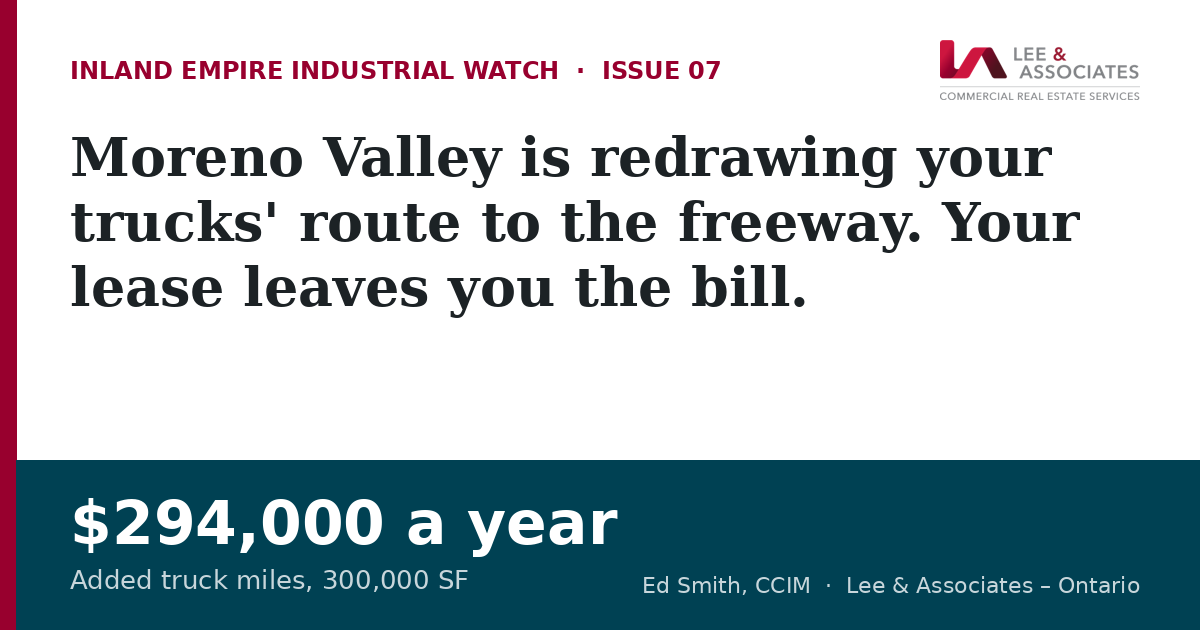 INLAND EMPIRE INDUSTRIAL WATCH · ISSUE 07
LEE &
ASSOCIATES
COMMERCIAL REAL ESTATE SERVICES
Moreno Valley is redrawing your
trucks' route to the freeway. Your
lease leaves you the bill.
$294,000 a year
Added truck miles, 300,000 SF
Ed Smith, CCIM · Lee & Associates – Ontario